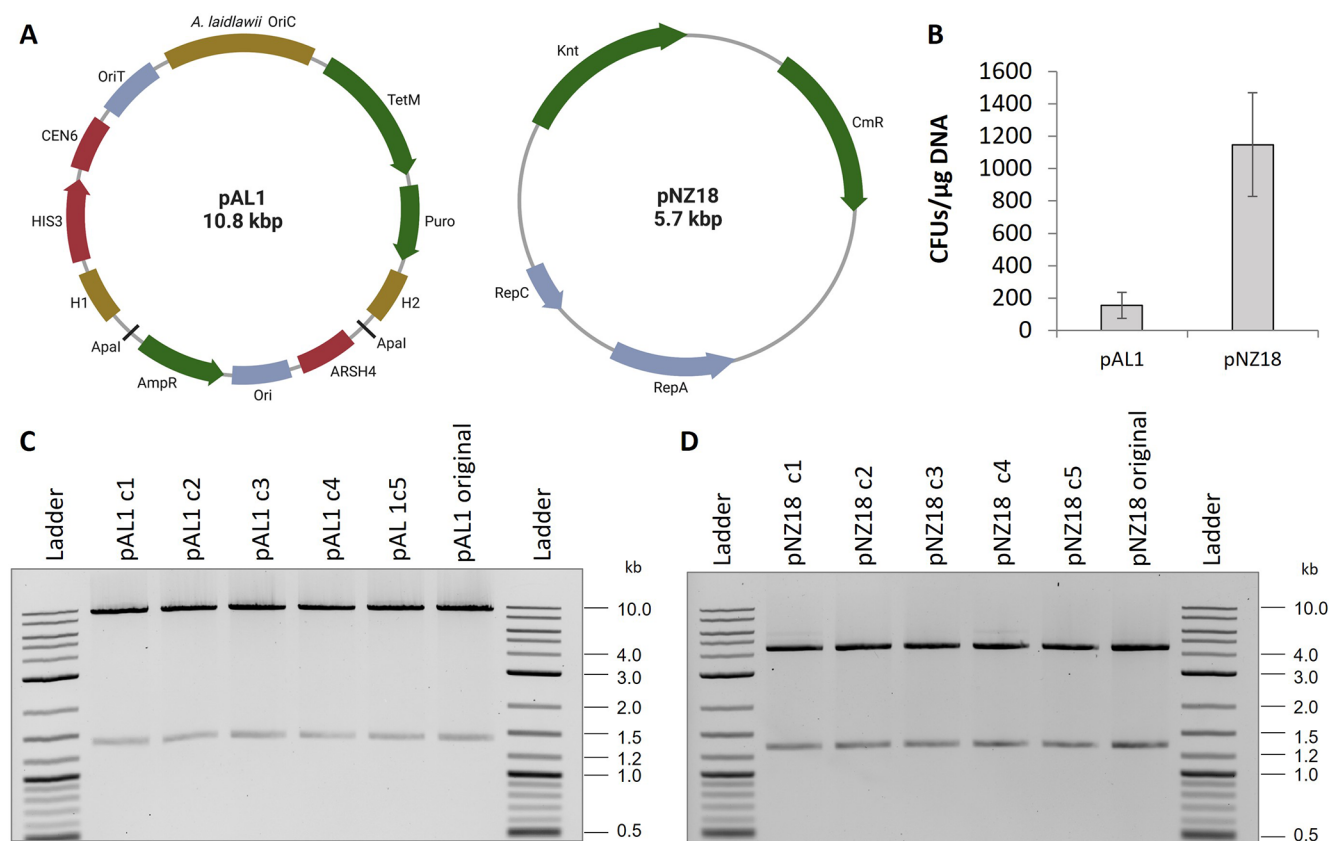 A
A. laidlawii OriC
OriT
TetM
CEN6
pAL1
10.8 kbp
HIS3
Puro
H1
H2
ApaI
ApaI
AmpR
Ori
ARSH4
Knt
CmR
pNZ18
5.7 kbp
RepC
RepA
B
CFUs/µg DNA
1600
1400
1200
1000
800
600
400
200
0
pAL1
pNZ18
C
Ladder
pAL1 c1
pAL1 c2
pAL1 c3
pAL1 c4
pAL 1c5
pAL1 original
Ladder
kb
10.0
4.0
3.0
2.0
1.5
1.2
1.0
0.5
D
Ladder
pNZ18 c1
pNZ18 c2
pNZ18 c3
pNZ18 c4
pNZ18 c5
pNZ18 original
Ladder
kb
10.0
4.0
3.0
2.0
1.5
1.2
1.0
0.5